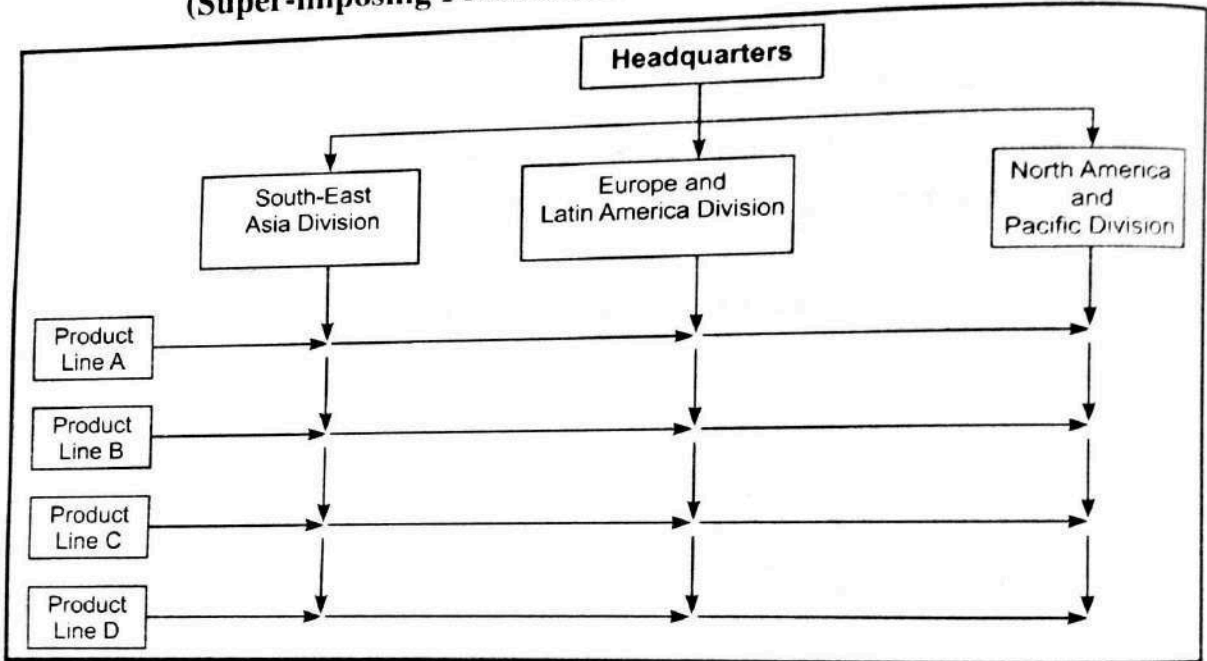 (Super-imposing
Headquarters
South-East
Asia Division
Europe and
Latin America Division
North America
and
Pacific Division
Product
Line A
Product
Line B
Product
Line C
Product
Line D